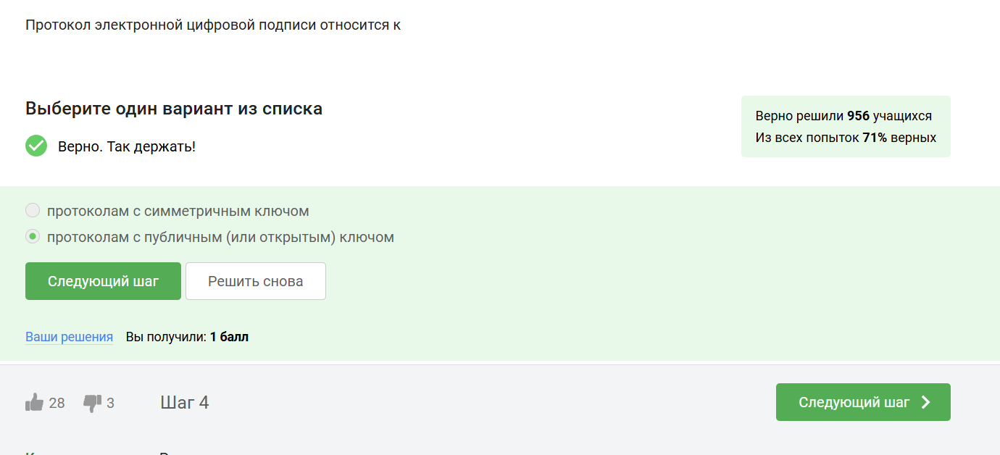 Протокол электронной цифровой подписи относится к
Выберите один вариант из списка
Верно. Так держать!
Верно решили 956 учащихся
Из всех попыток 71% верных
протоколам с симметричным ключом
протоколам с публичным (или открытым) ключом
Следующий шаг
Решить снова
Ваши решения
Вы получили: 1 балл
28
3
Шаг 4
Следующий шаг